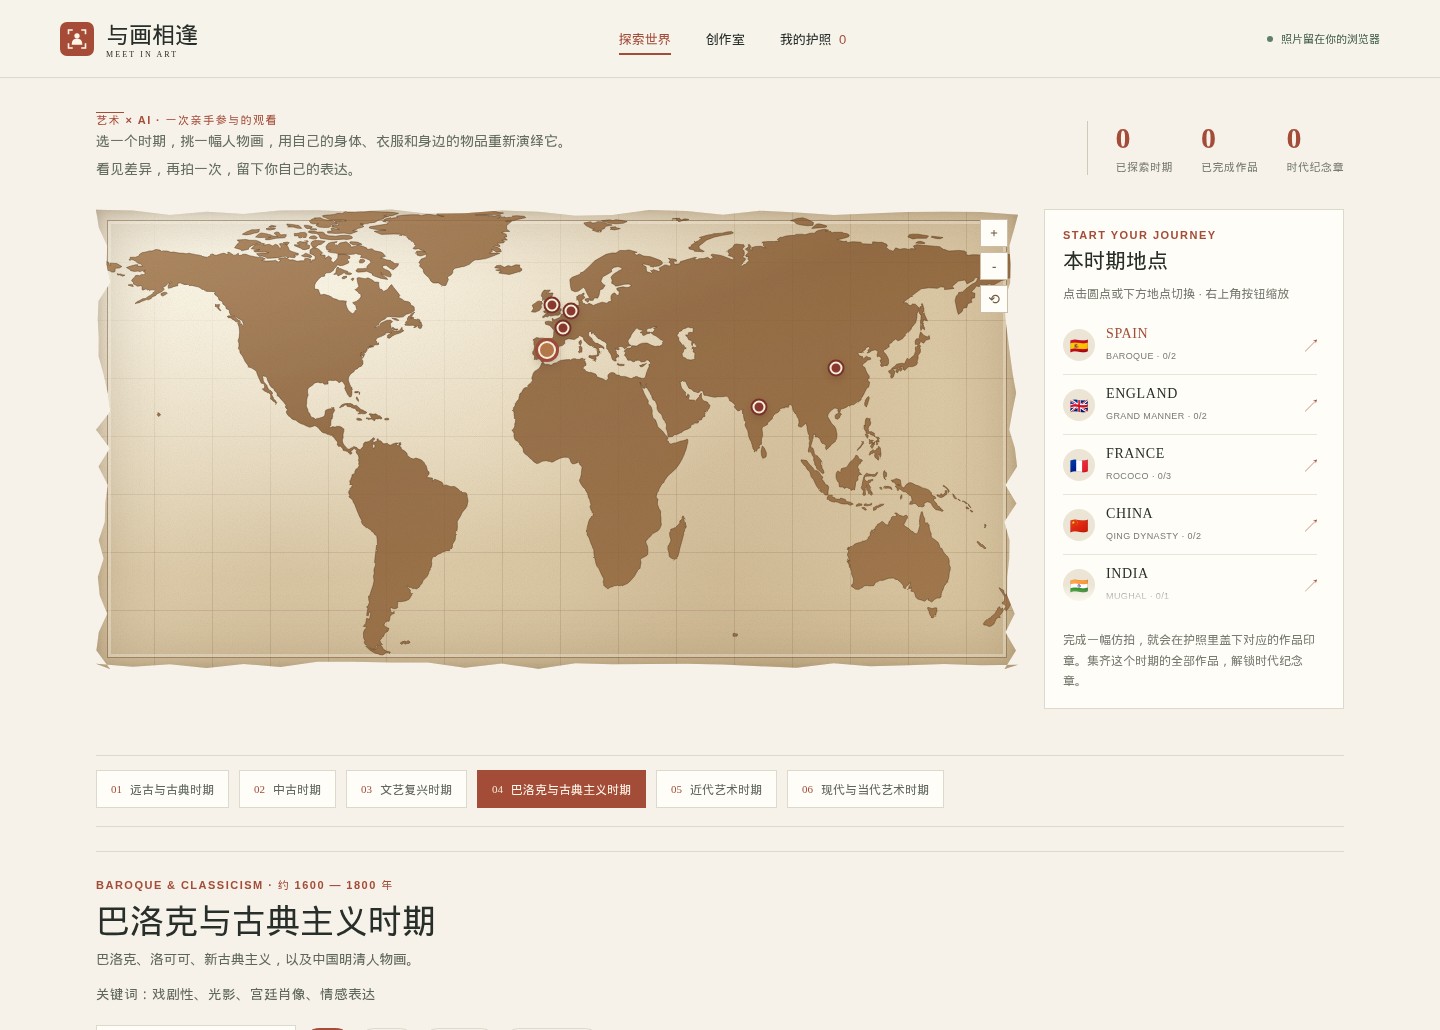 与画相逢
MEET IN ART
探索世界
创作室
我的护照 0
照片留在你的浏览器
艺术 × AI · 一次亲手参与的观看
选一个时期，挑一幅人物画，用自己的身体、衣服和身边的物品重新演绎它。
看见差异，再拍一次，留下你自己的表达。
0
已探索时期
0
已完成作品
0
时代纪念章
+
-
⟲
START YOUR JOURNEY
本时期地点
点击圆点或下方地点切换 · 右上角按钮缩放
SPAIN
BAROQUE · 0/2
ENGLAND
GRAND MANNER · 0/2
FRANCE
ROCOCO · 0/3
CHINA
QING DYNASTY · 0/2
INDIA
MUGHAL · 0/1
完成一幅仿拍，就会在护照里盖下对应的作品印
章。集齐这个时期的全部作品，解锁时代纪念
章。
01 远古与古典时期
02 中古时期
03 文艺复兴时期
04 巴洛克与古典主义时期
05 近代艺术时期
06 现代与当代艺术时期
BAROQUE & CLASSICISM · 约 1600 — 1800 年
巴洛克与古典主义时期
巴洛克、洛可可、新古典主义，以及中国明清人物画。
关键词：戏剧性、光影、宫廷肖像、情感表达